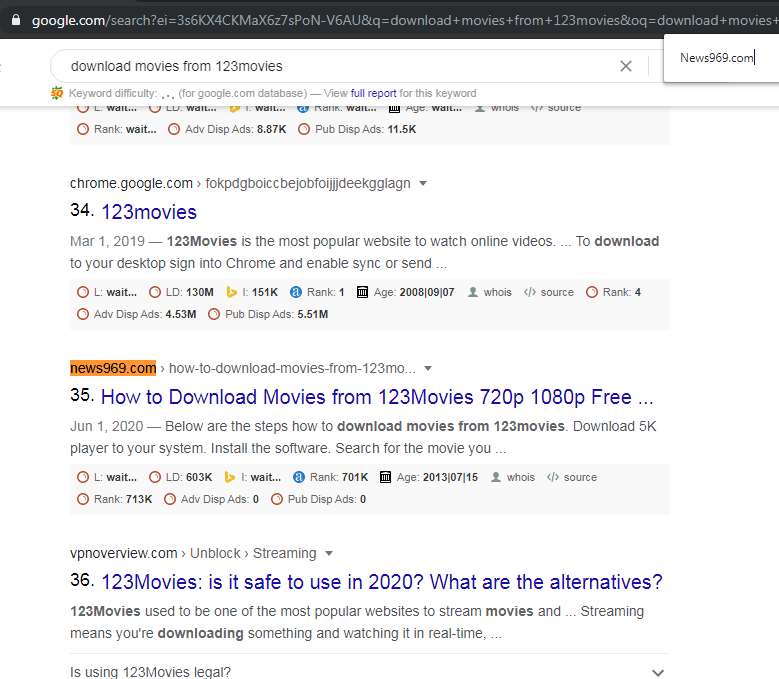 google.com/search?ei=3s6KX4CKMaX6z7sPoN-V6AU&q=download+movies+from+123movies&oq=download+movies+
News969.com
download movies from 123movies
Keyword difficulty: . . . (for google.com database) — View full report for this keyword
L: wait... LD: wait... I: wait... Rank: wait... Age: wait... whois </> source
Rank: wait... Adv Disp Ads: 8.87K Pub Disp Ads: 11.5K
chrome.google.com › fokpdgboiccbejobfoijjjdeekgglagn
34. 123movies
Mar 1, 2019 — 123Movies is the most popular website to watch online videos. ... To download
to your desktop sign into Chrome and enable sync or send ...
L: wait... LD: 130M I: 151K Rank: 1 Age: 2008|09|07 whois </> source Rank: 4
Adv Disp Ads: 4.53M Pub Disp Ads: 5.51M
news969.com › how-to-download-movies-from-123mo...
35. How to Download Movies from 123Movies 720p 1080p Free ...
Jun 1, 2020 — Below are the steps how to download movies from 123movies. Download 5K
player to your system. Install the software. Search for the movie you ...
L: wait... LD: 603K I: wait... Rank: 701K Age: 2013|07|15 whois </> source
Rank: 713K Adv Disp Ads: 0 Pub Disp Ads: 0
vpnoverview.com › Unblock › Streaming
36. 123Movies: is it safe to use in 2020? What are the alternatives?
123Movies used to be one of the most popular websites to stream movies and ... Streaming
means you're downloading something and watching it in real-time, ...
Is using 123Movies legal?